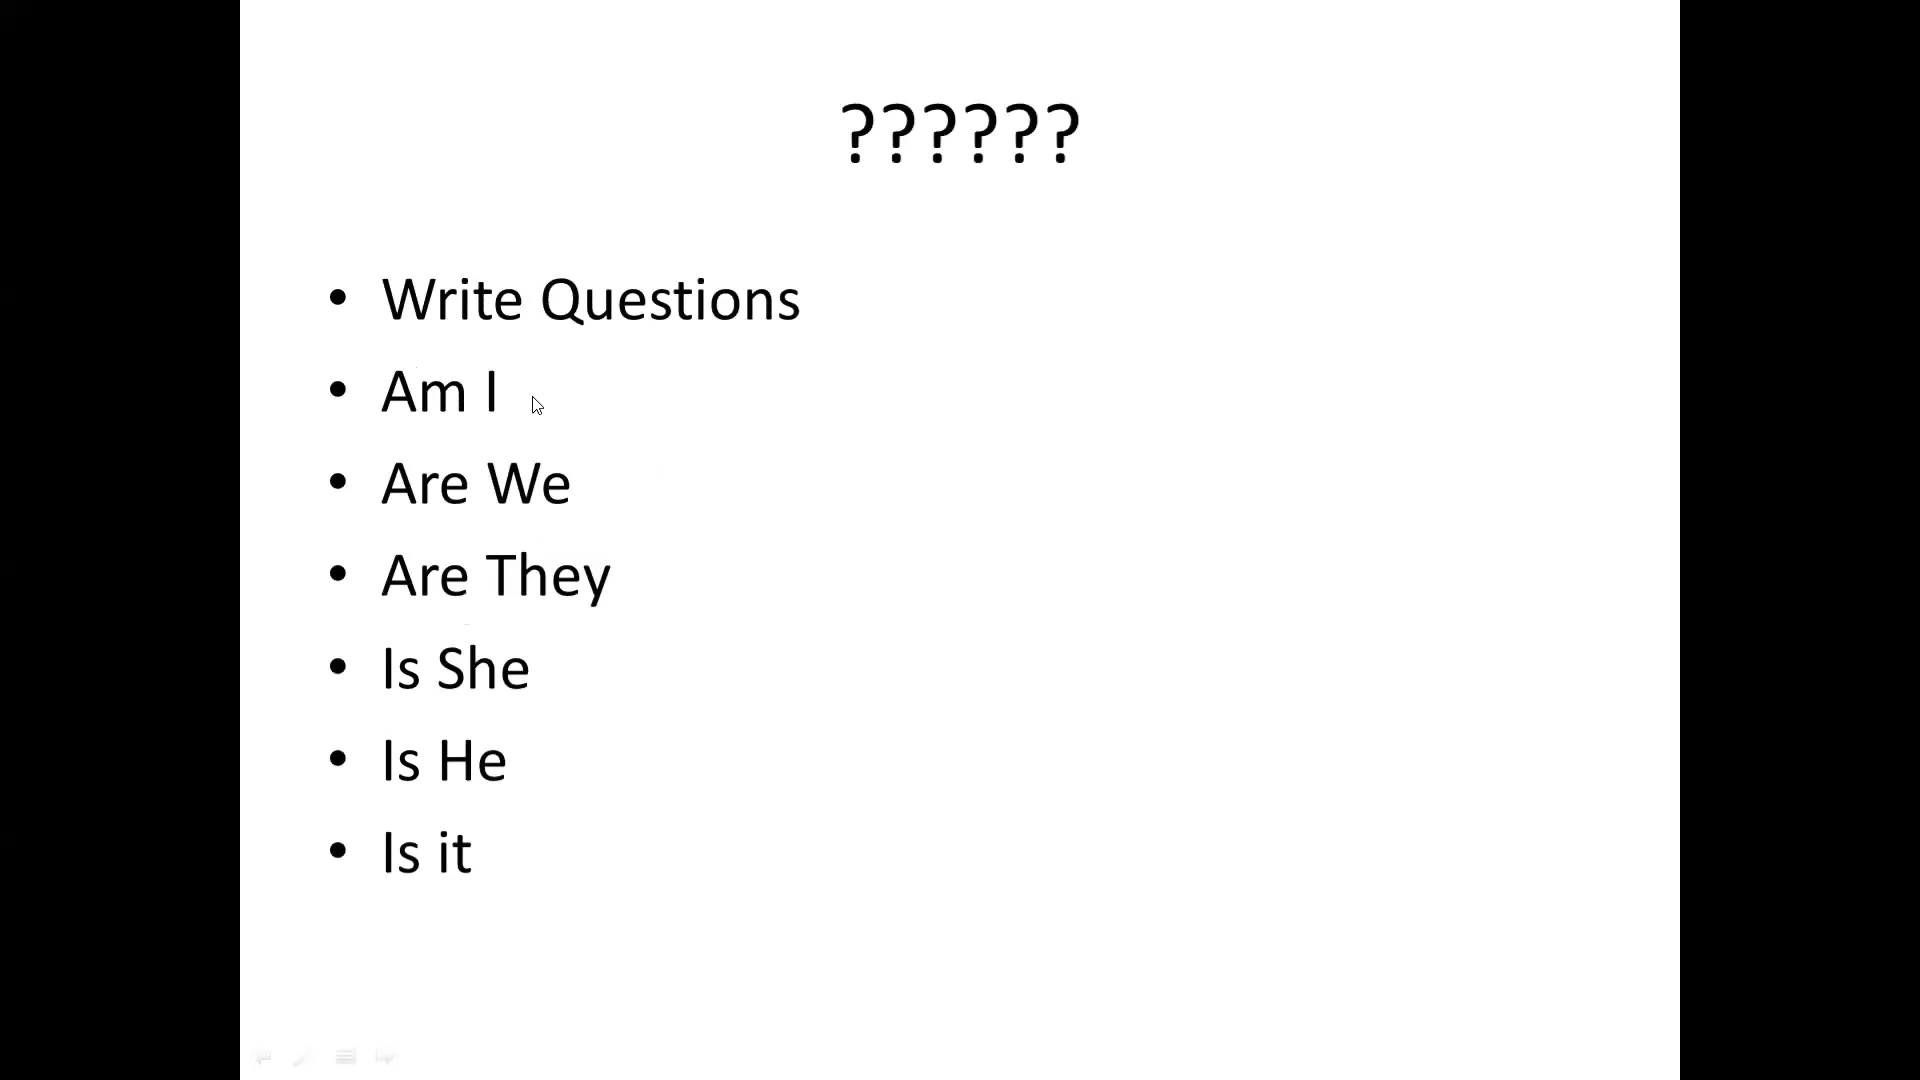 ??????
• Write Questions
• Am I
• Are We
• Are They
• Is She
• Is He
• Is it